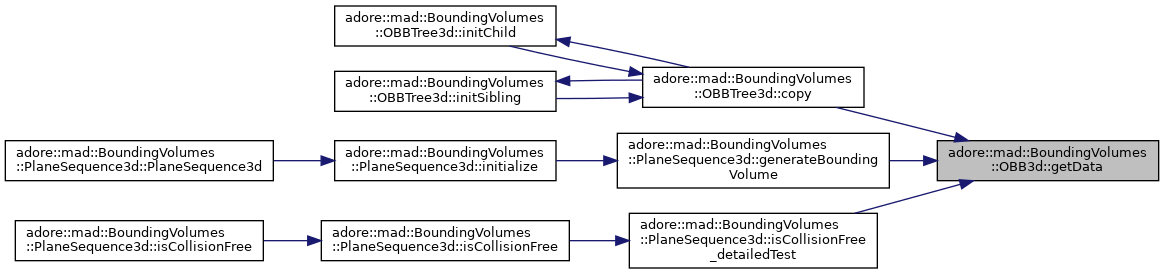 adore::mad::BoundingVolumes
::OBBTree3d::initChild
adore::mad::BoundingVolumes
::OBBTree3d::initSibling
adore::mad::BoundingVolumes
::OBBTree3d::copy
adore::mad::BoundingVolumes
::PlaneSequence3d::PlaneSequence3d
adore::mad::BoundingVolumes
::PlaneSequence3d::initialize
adore::mad::BoundingVolumes
::PlaneSequence3d::generateBounding
Volume
adore::mad::BoundingVolumes
::OBB3d::getData
adore::mad::BoundingVolumes
::PlaneSequence3d::isCollisionFree
adore::mad::BoundingVolumes
::PlaneSequence3d::isCollisionFree
adore::mad::BoundingVolumes
::PlaneSequence3d::isCollisionFree
_detailedTest